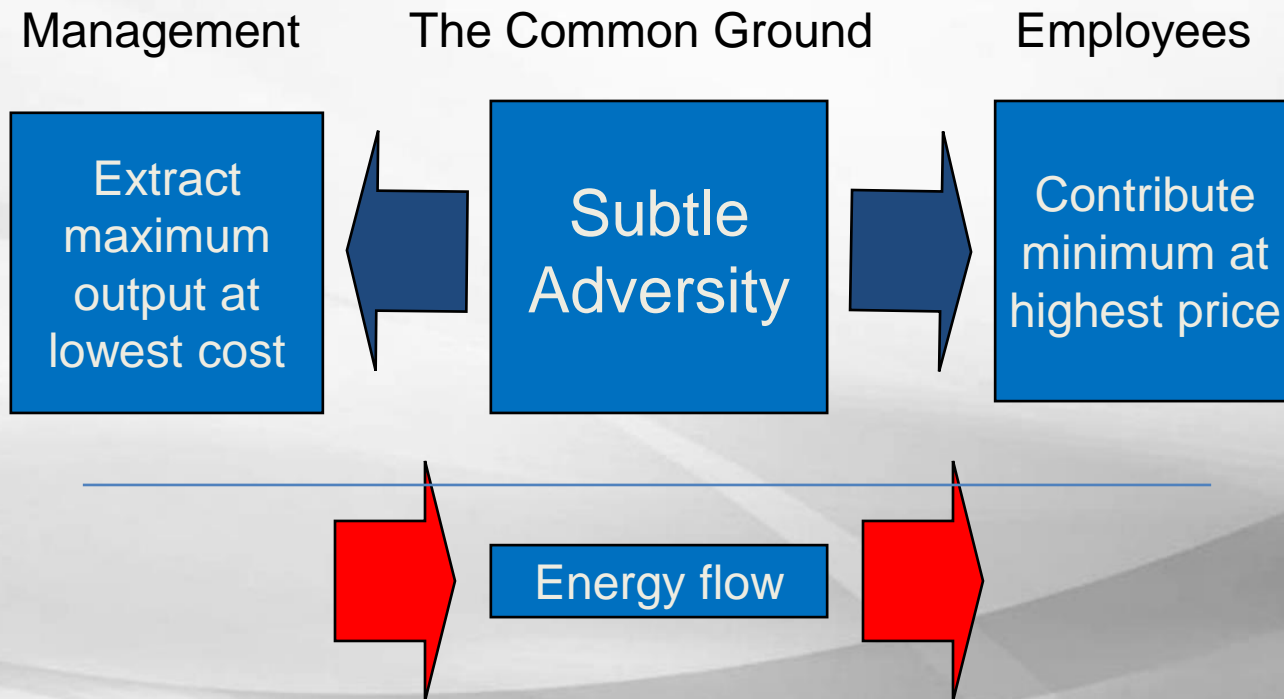 Management
The Common Ground
Employees
Extract
maximum
output at
lowest cost
Subtle
Adversity
Contribute
minimum at
highest price
Energy flow